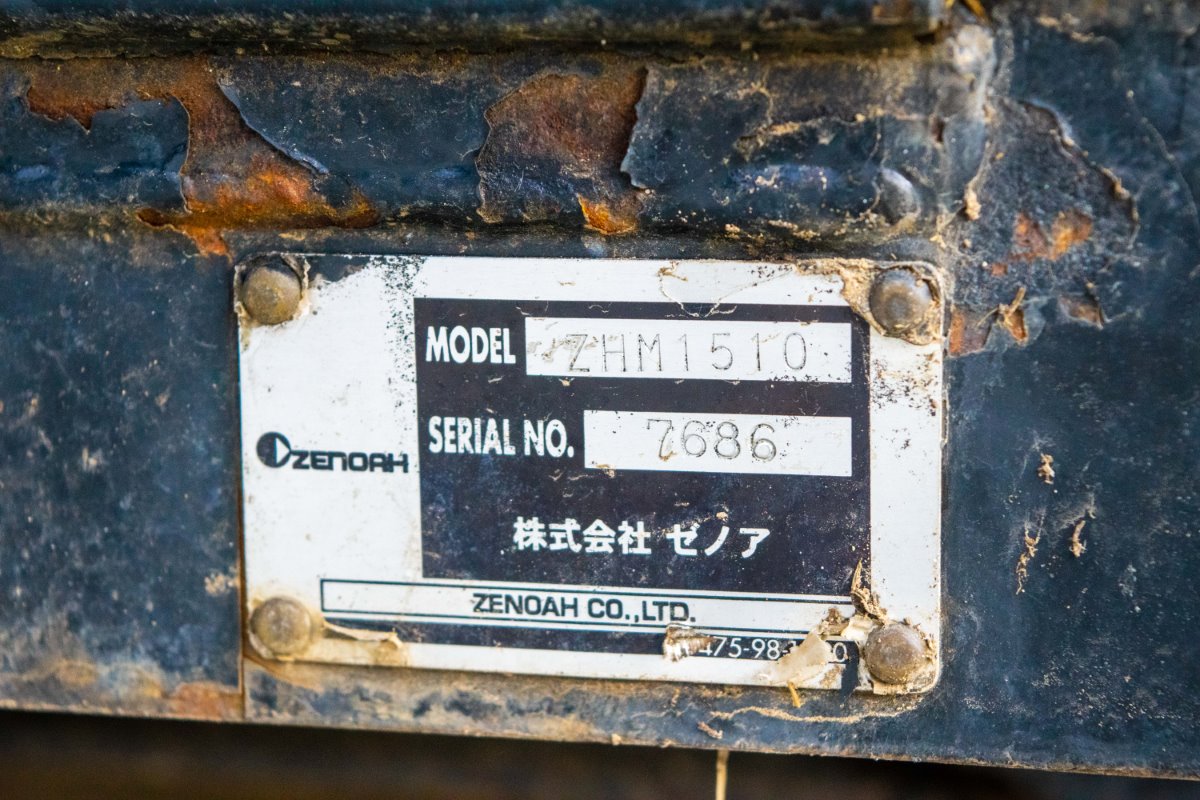 MODEL ZHM1510
SERIAL NO. 7686
ZENOAH
株式会社 ゼノア
ZENOAH CO.,LTD.